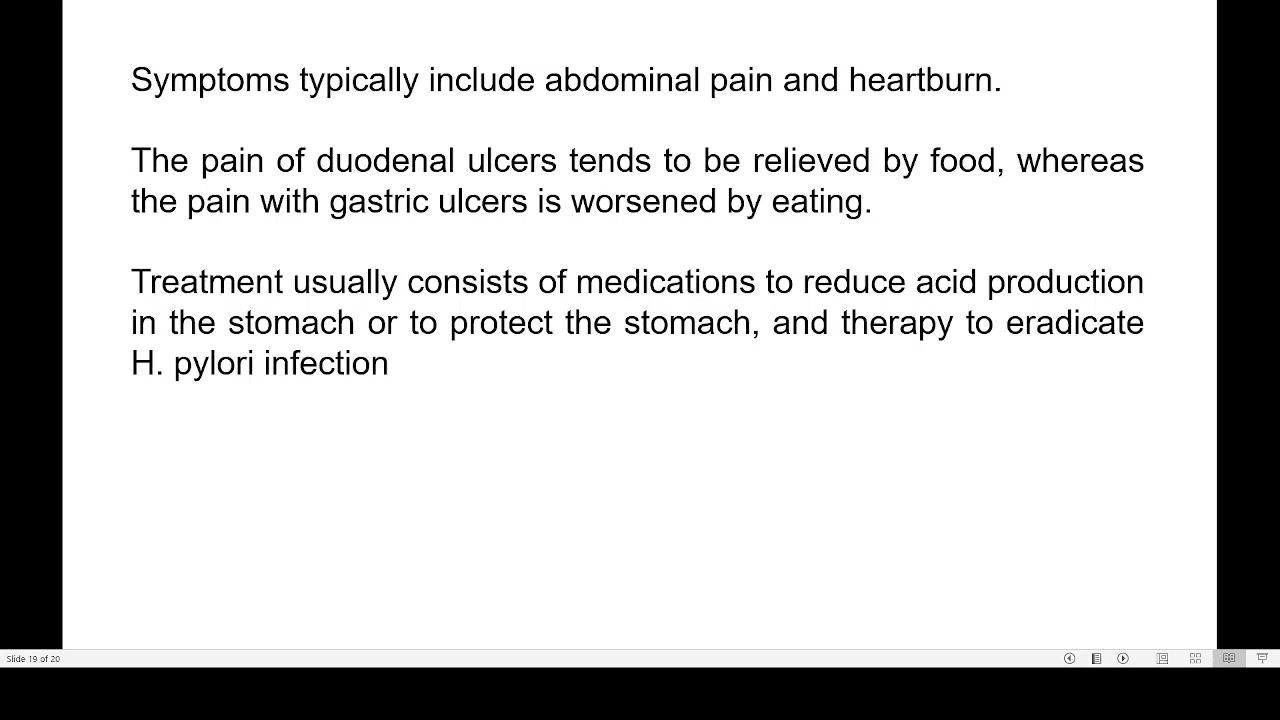 Symptoms typically include abdominal pain and heartburn.
The pain of duodenal ulcers tends to be relieved by food, whereas
the pain with gastric ulcers is worsened by eating.
Treatment usually consists of medications to reduce acid production
in the stomach or to protect the stomach, and therapy to eradicate
H. pylori infection
Slide 19 of 20